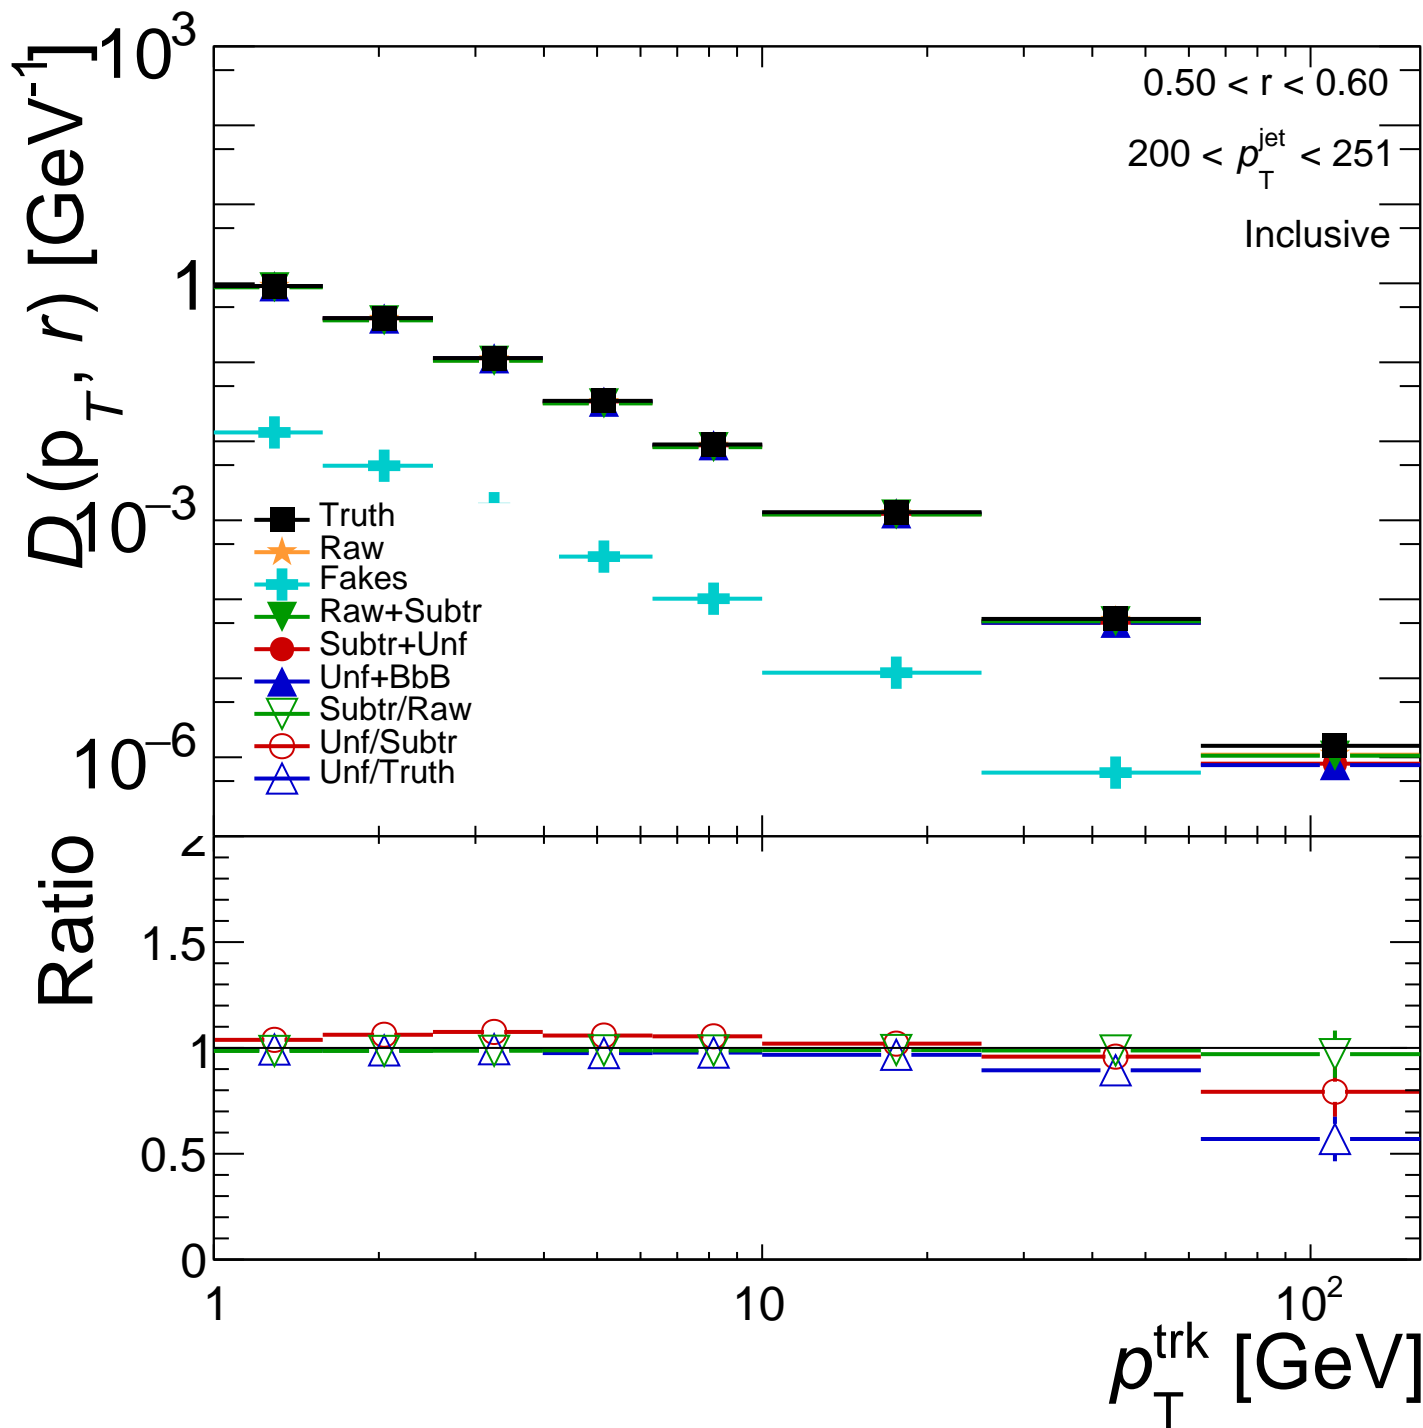 D (p_T, r) [GeV^-1]
10^3
1
10^−3
10^−6
0.50 < r < 0.60
200 < p_T^jet < 251
Inclusive
Truth
Raw
Fakes
Raw+Subtr
Subtr+Unf
Unf+BbB
Subtr/Raw
Unf/Subtr
Unf/Truth
Ratio
2
1.5
1
0.5
0
1
10
10^2
p_T^trk [GeV]